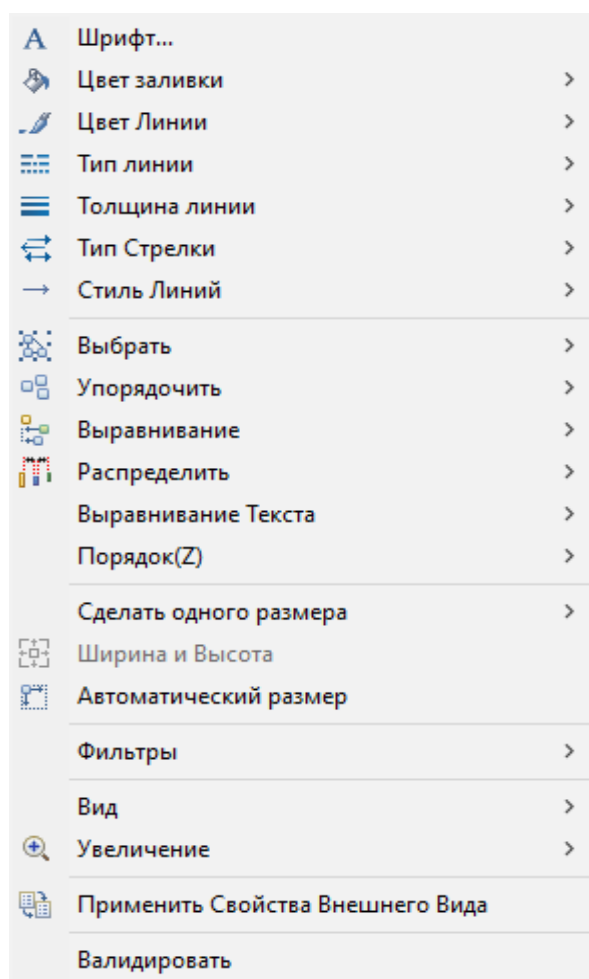 Шрифт...
Цвет заливки
Цвет Линии
Тип линии
Толщина линии
Тип Стрелки
Стиль Линий
Выбрать
Упорядочить
Выравнивание
Распределить
Выравнивание Текста
Порядок(Z)
Сделать одного размера
Ширина и Высота
Автоматический размер
Фильтры
Вид
Увеличение
Применить Свойства Внешнего Вида
Валидировать